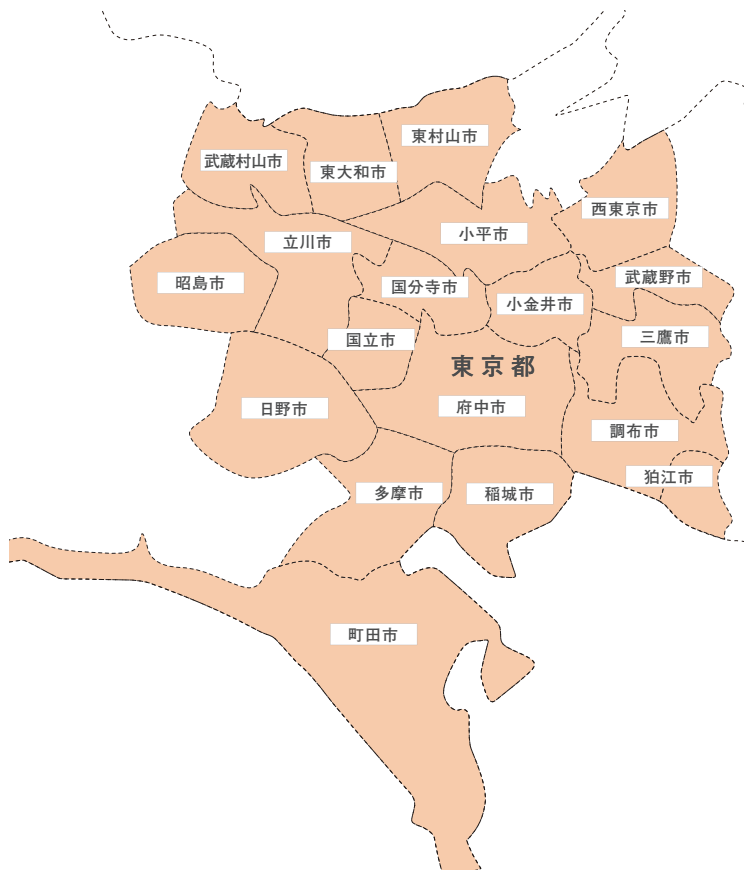 東村山市
武蔵村山市
東大和市
西東京市
小平市
立川市
武蔵野市
昭島市
国分寺市
小金井市
三鷹市
国立市
東京都
日野市
府中市
調布市
狛江市
多摩市
稲城市
町田市